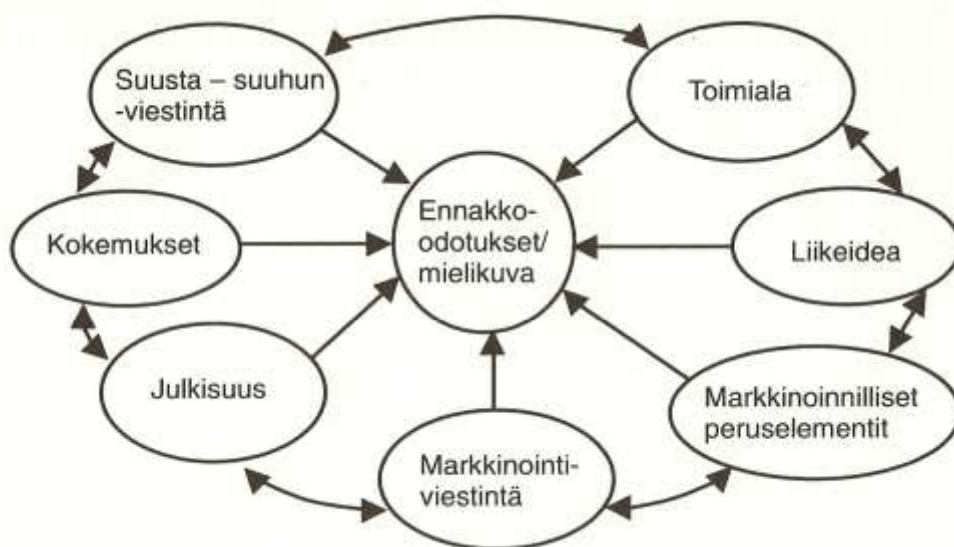 Suusta – suuhun
-viestintä
Toimiala
Ennakko-
odotukset/
mielikuva
Kokemukset
Liikeidea
Julkisuus
Markkinoinnilliset
peruselementit
Markkinointi-
viestintä